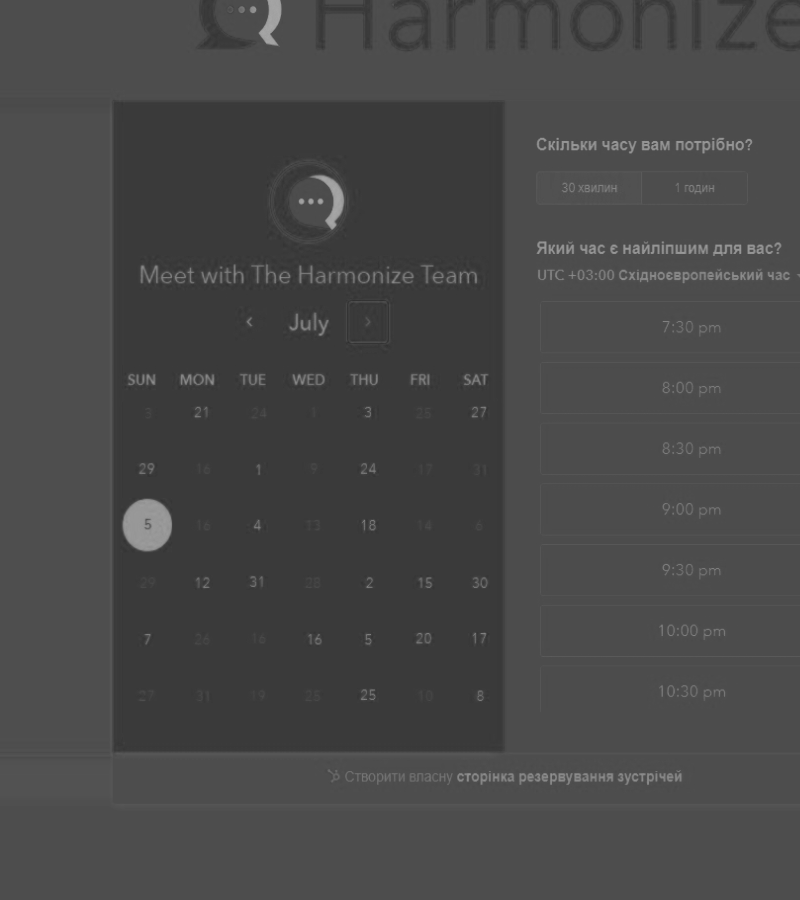 Harmonize
Meet with The Harmonize Team
July
SUN MON TUE WED THU FRI SAT
3 21 24 1 3 25 27
29 16 1 9 24 17 31
5 16 4 13 18 14 6
29 12 31 28 2 15 30
7 26 16 16 5 20 17
27 31 19 25 25 10 8
Скільки часу вам потрібно?
30 хвилин 1 годин
Який час є найліпшим для вас?
UTC +03:00 Східноєвропейський час
7:30 pm
8:00 pm
8:30 pm
9:00 pm
9:30 pm
10:00 pm
10:30 pm
Створити власну сторінка резервування зустрічей